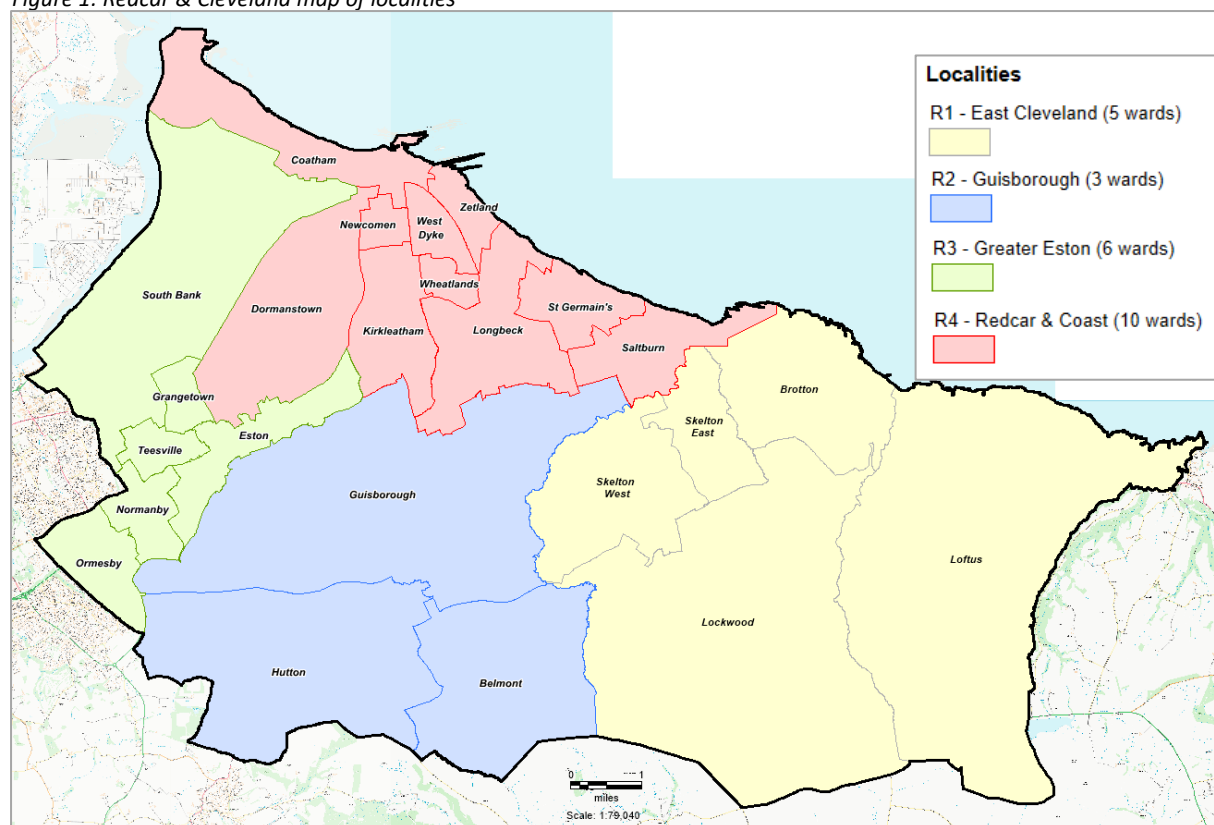 Figure 1: Redcar & Cleveland map of localities
Localities
R1 - East Cleveland (5 wards)
R2 - Guisborough (3 wards)
R3 - Greater Eston (6 wards)
R4 - Redcar & Coast (10 wards)
Coatham
Zetland
Newcomen
West
Dyke
Wheatlands
South Bank
Dormanstown
Kirkleatham
Longbeck
St Germain's
Saltburn
Brotton
Grangetown
Eston
Skelton
East
Teesville
Skelton
West
Guisborough
Normanby
Ormesby
Loftus
Lockwood
Hutton
Belmont
0 1
miles
Scale: 1:79,040